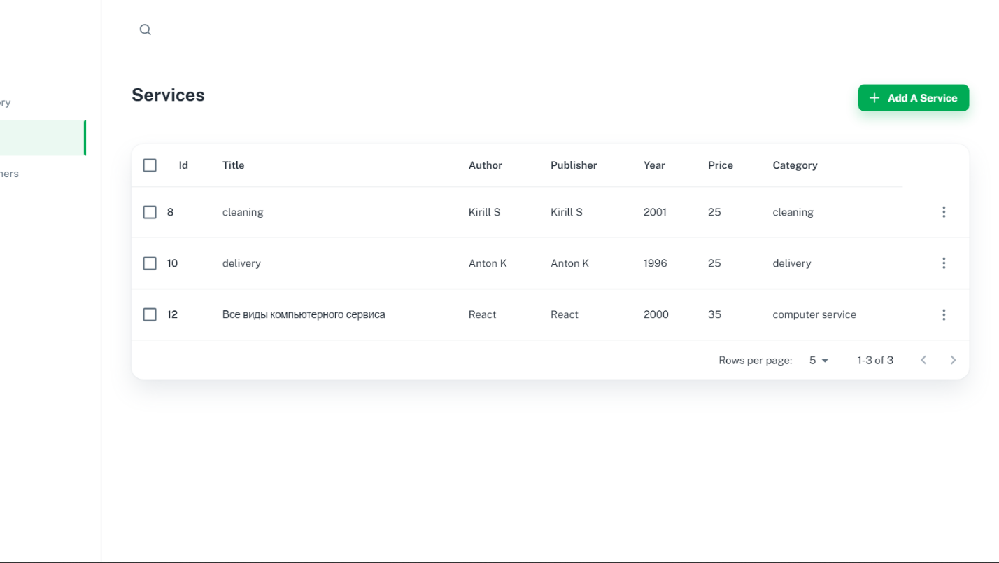 Services
Add A Service
Id Title Author Publisher Year Price Category
8 cleaning Kirill S Kirill S 2001 25 cleaning
10 delivery Anton K Anton K 1996 25 delivery
12 Все виды компьютерного сервиса React React 2000 35 computer service
Rows per page: 5 1-3 of 3